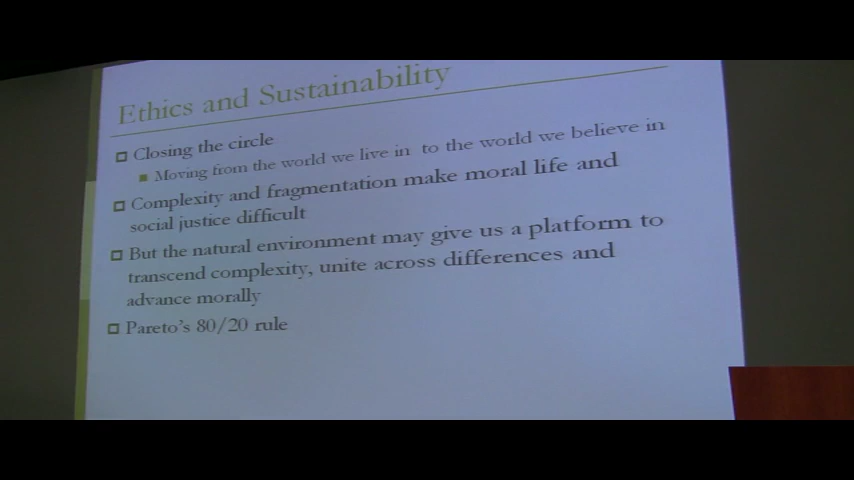 Ethics and Sustainability
Closing the circle
Moving from the world we live in to the world we believe in
Complexity and fragmentation make moral life and
social justice difficult
But the natural environment may give us a platform to
transcend complexity, unite across differences and
advance morally
Pareto's 80/20 rule